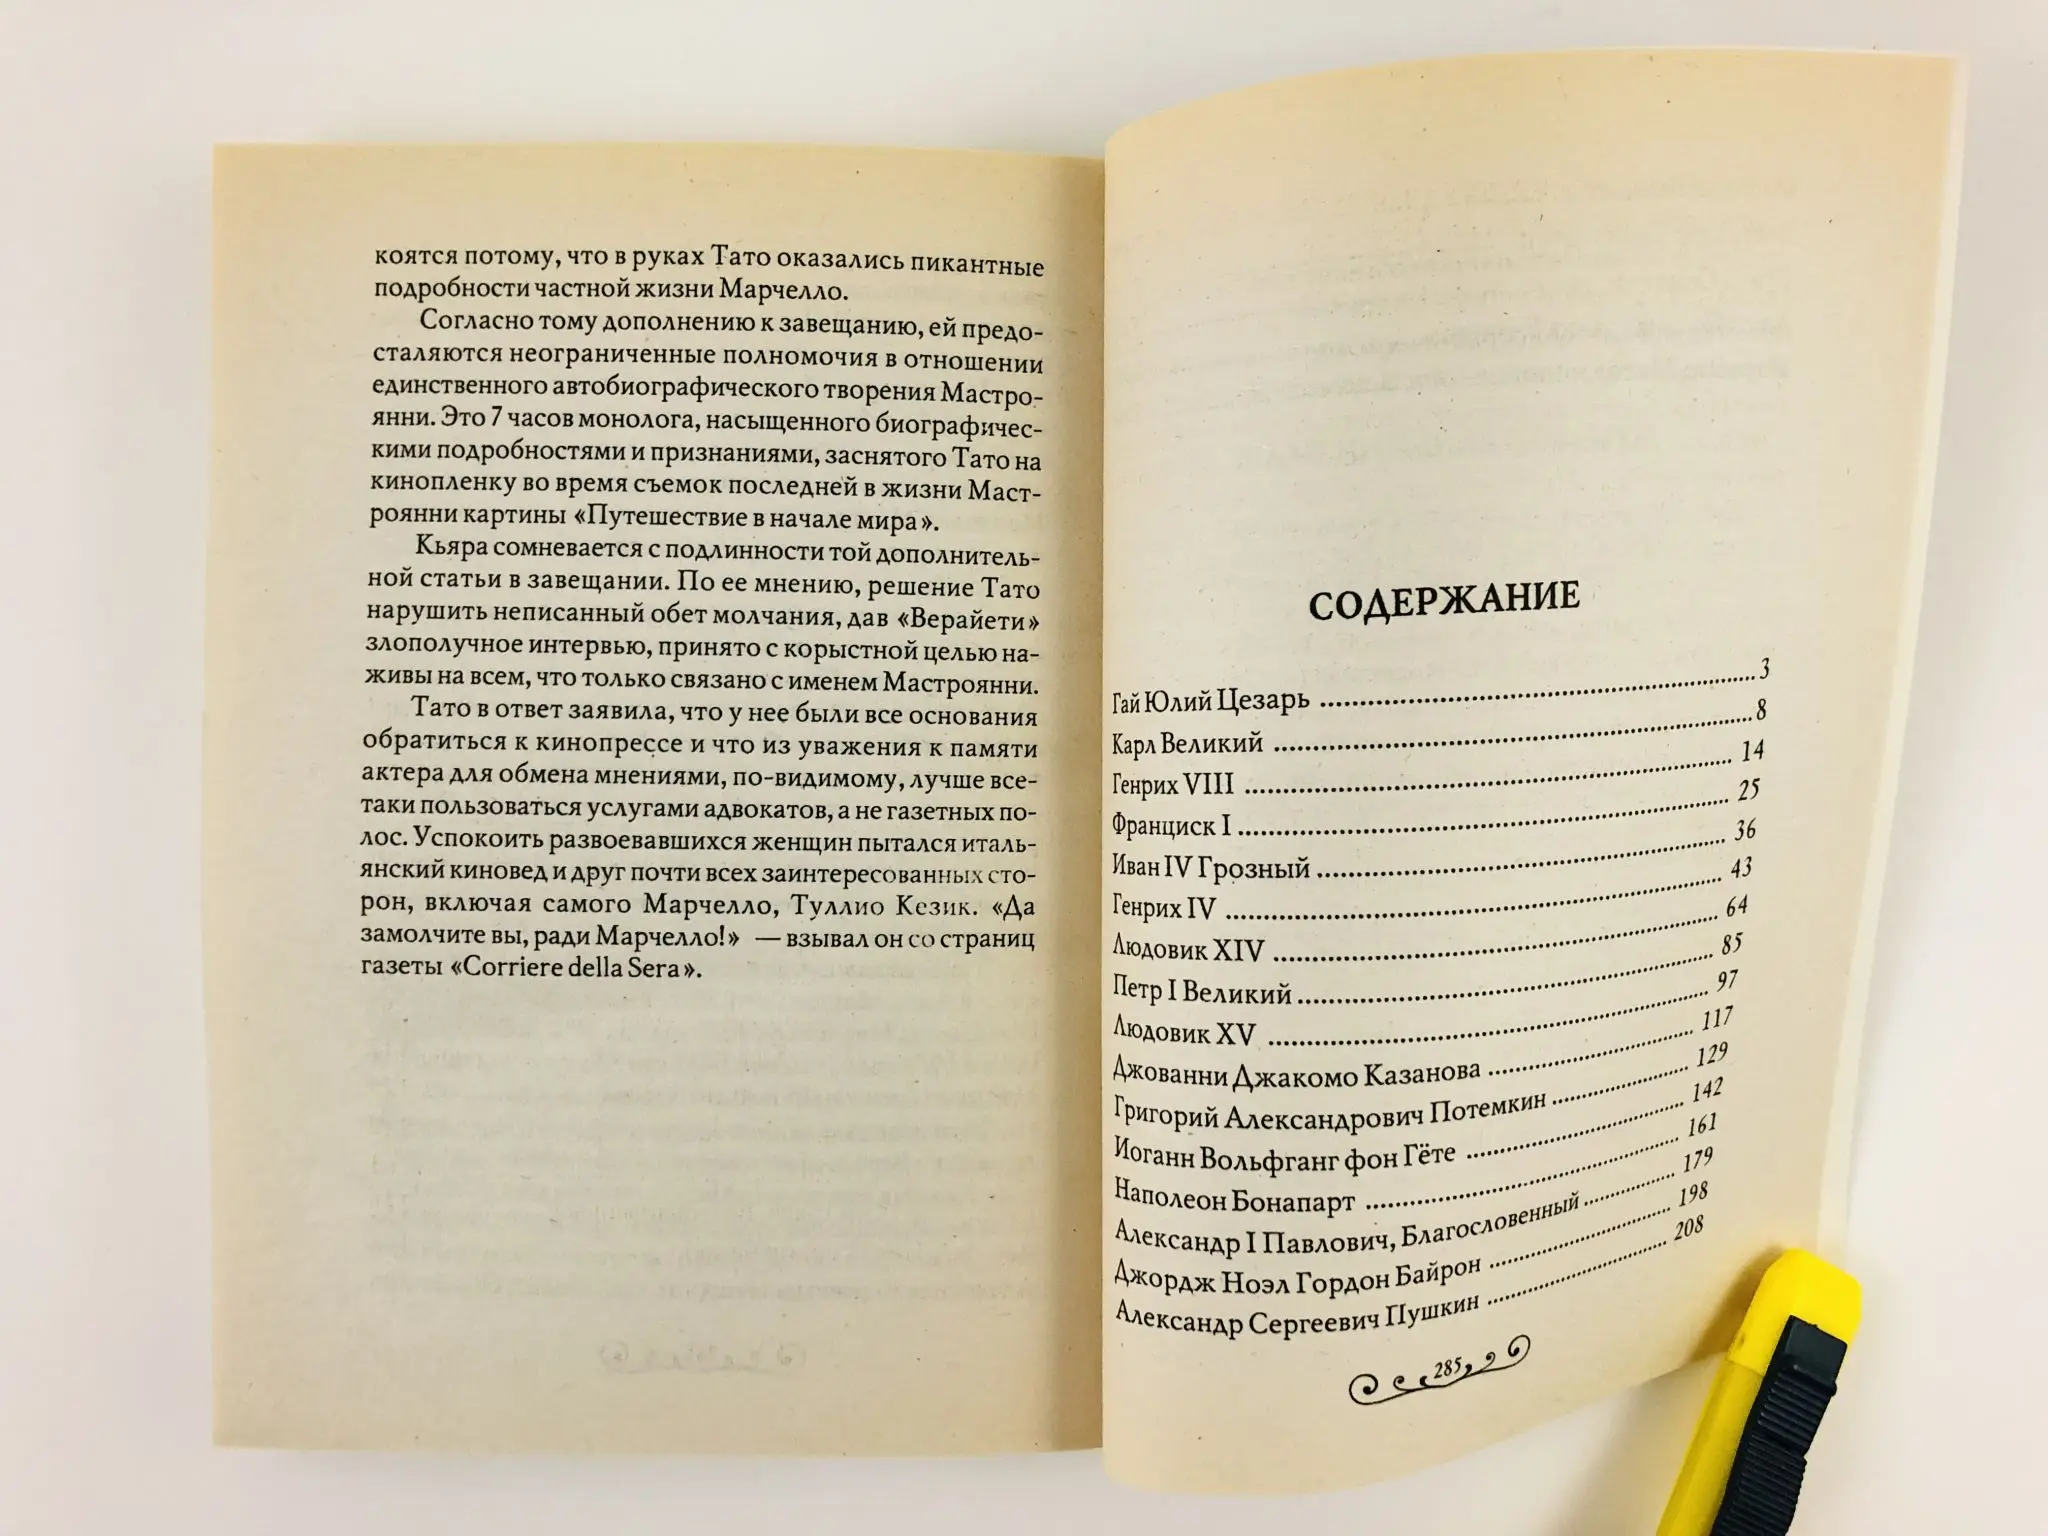 коятся потому, что в руках Тато оказались пикантные
подробности частной жизни Марчелло.
Согласно тому дополнению к завещанию, ей предо-
сталяются неограниченные полномочия в отношении
единственного автобиографического творения Мастро-
янни. Это 7 часов монолога, насыщенного биографичес-
кими подробностями и признаниями, заснятого Тато на
кинопленку во время съемок последней в жизни Маст-
роянни картины «Путешествие в начале мира».
Кьяра сомневается с подлинности той дополнитель-
ной статьи в завещании. По ее мнению, решение Тато
нарушить неписанный обет молчания, дав «Верайети»
злополучное интервью, принято с корыстной целью на-
живы на всем, что только связано с именем Мастроянни.
Тато в ответ заявила, что у нее были все основания
обратиться к кинопрессе и что из уважения к памяти
актера для обмена мнениями, по-видимому, лучше все-
таки пользоваться услугами адвокатов, а не газетных по-
лос. Успокоить развоевавшихся женщин пытался италь-
янский киновед и друг почти всех заинтересованных сто-
рон, включая самого Марчелло, Туллио Кезик. «Да
замолчите вы, ради Марчелло!» — взывал он со страниц
газеты «Corriere della Sera».
СОДЕРЖАНИЕ
Гай Юлий Цезарь ........ 3
Карл Великий ........ 8
Генрих VIII ........ 14
Франциск I ........ 25
Иван IV Грозный ........ 36
Генрих IV ........ 43
Людовик XIV ........ 64
Петр I Великий ........ 85
Людовик XV ........ 97
Джованни Джакомо Казанова ........ 117
Григорий Александрович Потемкин ........ 129
Иоганн Вольфганг фон Гёте ........ 142
Наполеон Бонапарт ........ 161
Александр I Павлович, Благословенный ........ 179
Джордж Ноэл Гордон Байрон ........ 198
Александр Сергеевич Пушкин ........ 208
285